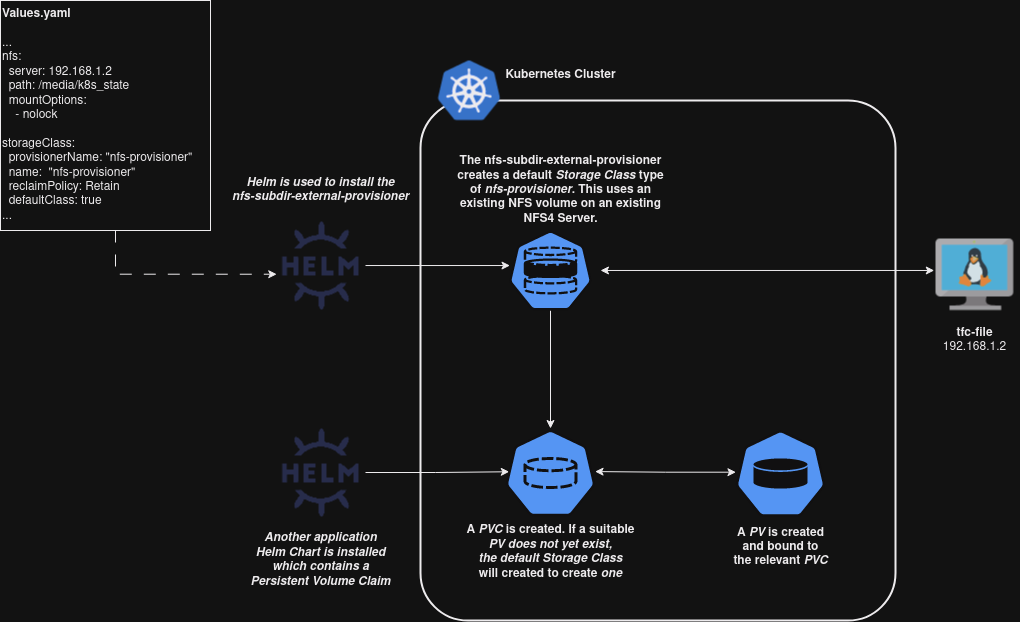 Values.yaml
...
nfs:
server: 192.168.1.2
path: /media/k8s_state
mountOptions:
- nolock
storageClass:
provisionerName: "nfs-provisioner"
name: "nfs-provisioner"
reclaimPolicy: Retain
defaultClass: true
...
Kubernetes Cluster
Helm is used to install the
nfs-subdir-external-provisioner
HELM
The nfs-subdir-external-provisioner
creates a default Storage Class type
of nfs-provisioner. This uses an
existing NFS volume on an existing
NFS4 Server.
tfc-file
192.168.1.2
HELM
Another application
Helm Chart is installed
which contains a
Persistent Volume Claim
A PVC is created. If a suitable
PV does not yet exist,
the default Storage Class
will created to create one
A PV is created
and bound to
the relevant PVC